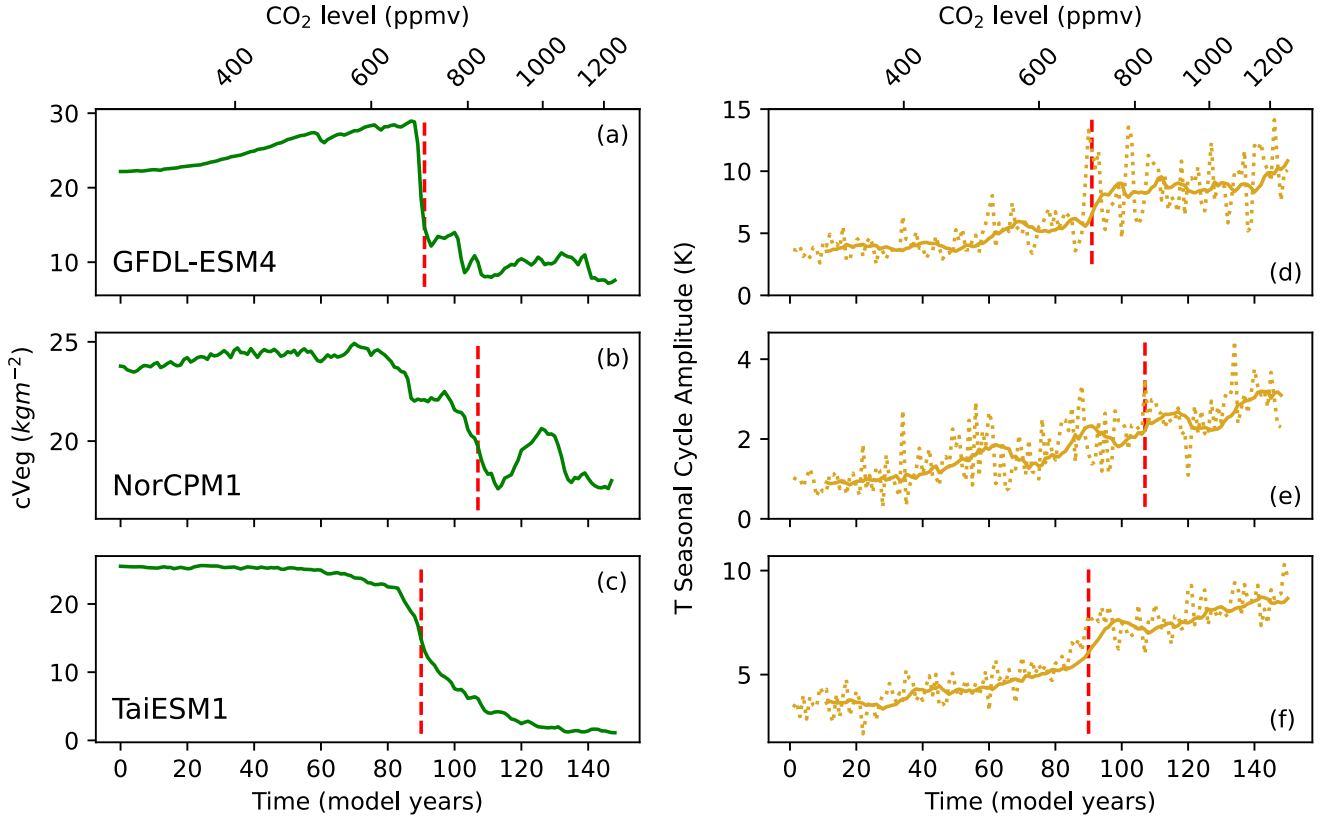 CO₂ level (ppmv)
400 600 800 1000 1200
CO₂ level (ppmv)
400 600 800 1000 1200
30
20
10
(a)
GFDL-ESM4
15
10
5
0
(d)
cVeg (kgm⁻²)
25
20
(b)
NorCPM1
T Seasonal Cycle Amplitude (K)
4
2
0
(e)
20
10
0
(c)
TaiESM1
0 20 40 60 80 100 120 140
Time (model years)
10
5
(f)
0 20 40 60 80 100 120 140
Time (model years)